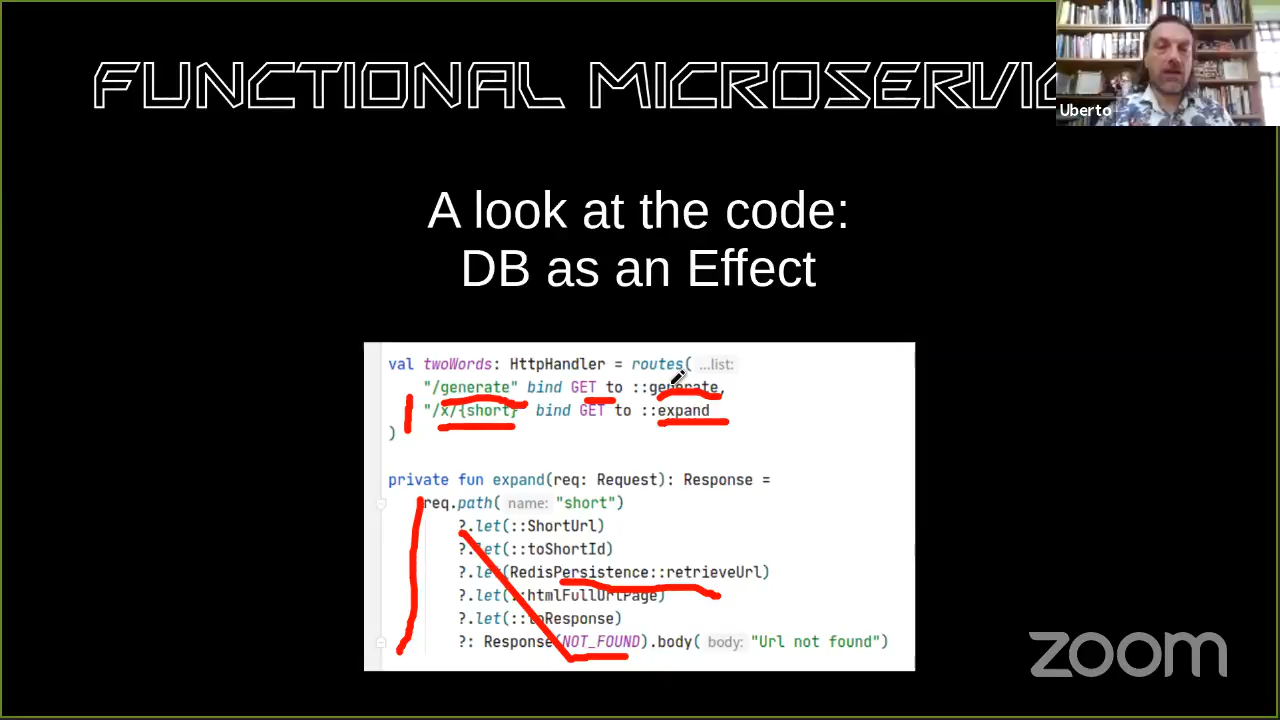 FUNCTIONAL MICROSERVIC
Uberto
A look at the code:
DB as an Effect
val twoWords: HttpHandler = routes( ...list:
"/generate" bind GET to ::generate,
"/x/{short}" bind GET to ::expand
)
private fun expand(req: Request): Response =
req.path( name: "short")
?.let(::ShortUrl)
?.let(::toShortId)
?.let(RedisPersistence::retrieveUrl)
?.let(::htmlFullUrlPage)
?.let(::toResponse)
?: Response(NOT_FOUND).body( body: "Url not found")
zoom